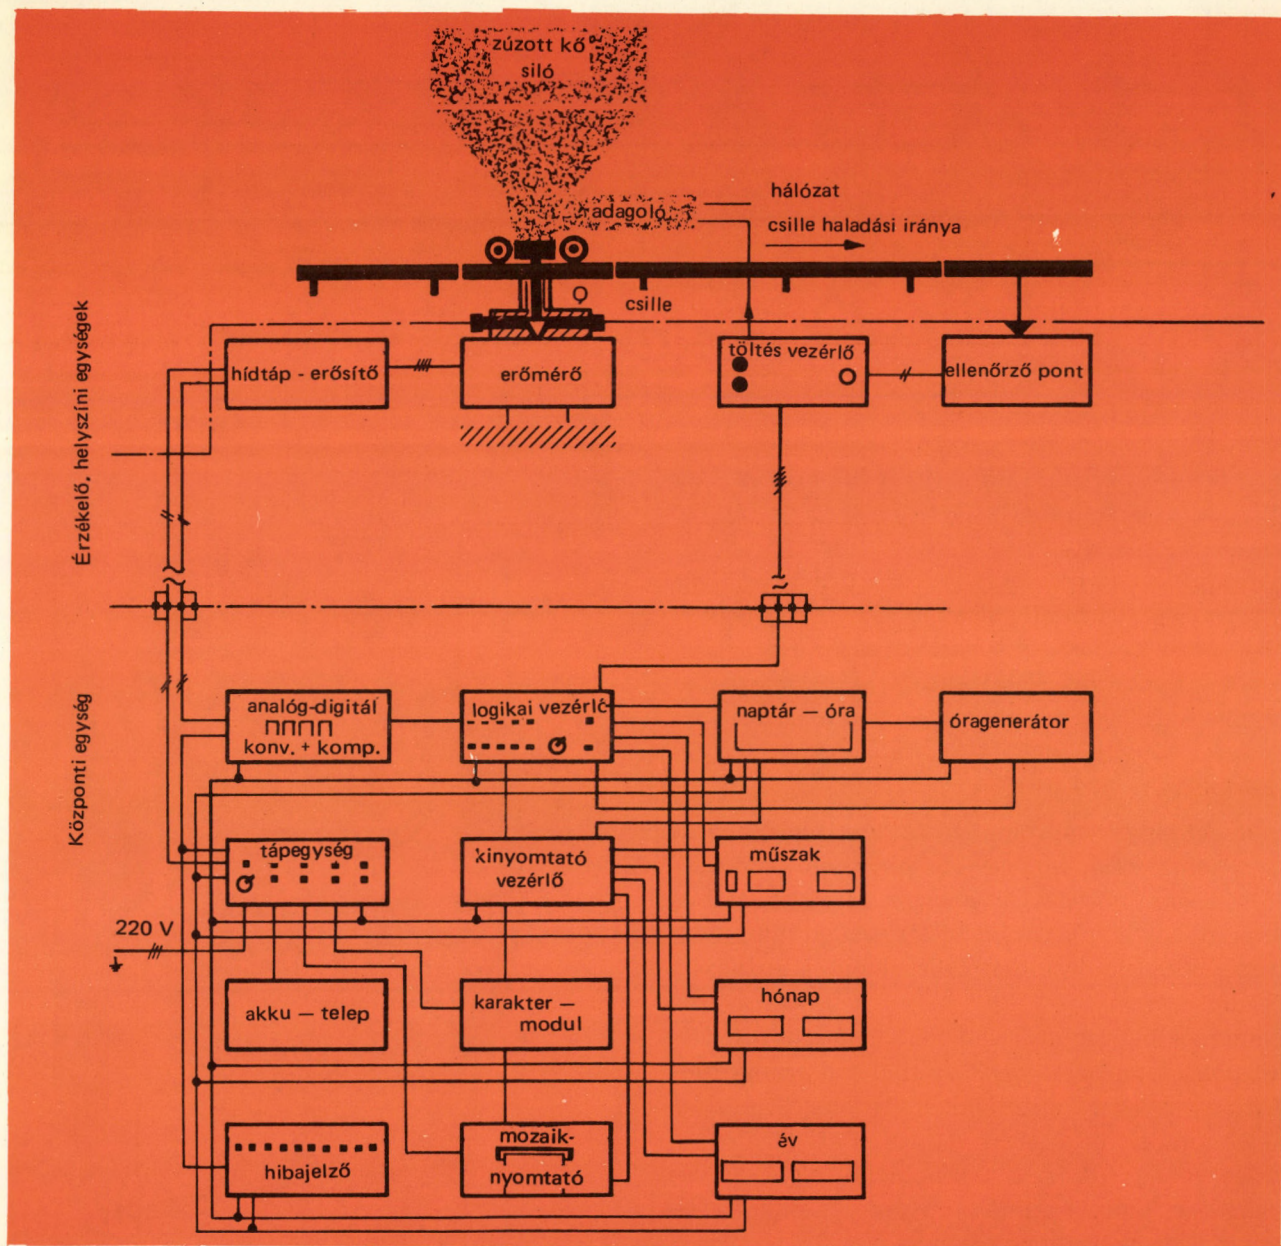 zúzott kő
siló
adagoló
hálózat
csille haladási iránya
csille
Q
Érzékelő, helyszíni egységek
hídtáp - erősítő
erőmérő
töltés vezérlő
ellenőrző pont
Központi egység
analóg-digitál
konv. + komp.
logikai vezérlő
naptár — óra
óragenerátor
tápegység
kinyomtató
vezérlő
műszak
220 V
akku — telep
karakter —
modul
hónap
hibajelző
mozaik-
nyomtató
év